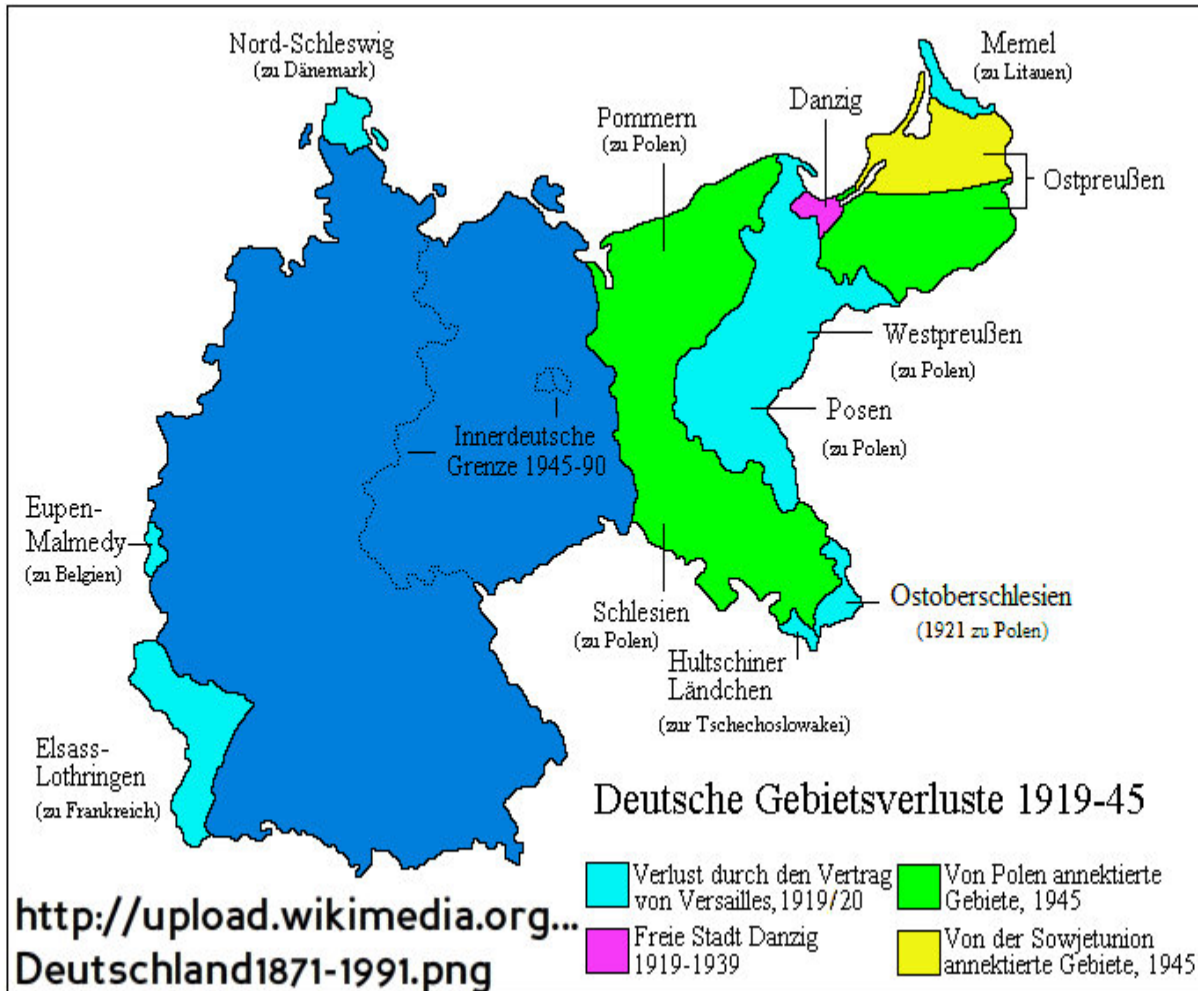 Nord-Schleswig
(zu Dänemark)
Memel
(zu Litauen)
Danzig
Pommern
(zu Polen)
Ostpreußen
Westpreußen
(zu Polen)
Posen
(zu Polen)
Innerdeutsche
Grenze 1945-90
Eupen-
Malmedy
(zu Belgien)
Schlesien
(zu Polen)
Ostoberschlesien
(1921 zu Polen)
Hultschiner
Ländchen
(zur Tschechoslowakei)
Elsass-
Lothringen
(zu Frankreich)
Deutsche Gebietsverluste 1919-45
Verlust durch den Vertrag
von Versailles, 1919/20
Von Polen annektierte
Gebiete, 1945
Freie Stadt Danzig
1919-1939
Von der Sowjetunion
annektierte Gebiete, 1945
http://upload.wikimedia.org...
Deutschland1871-1991.png